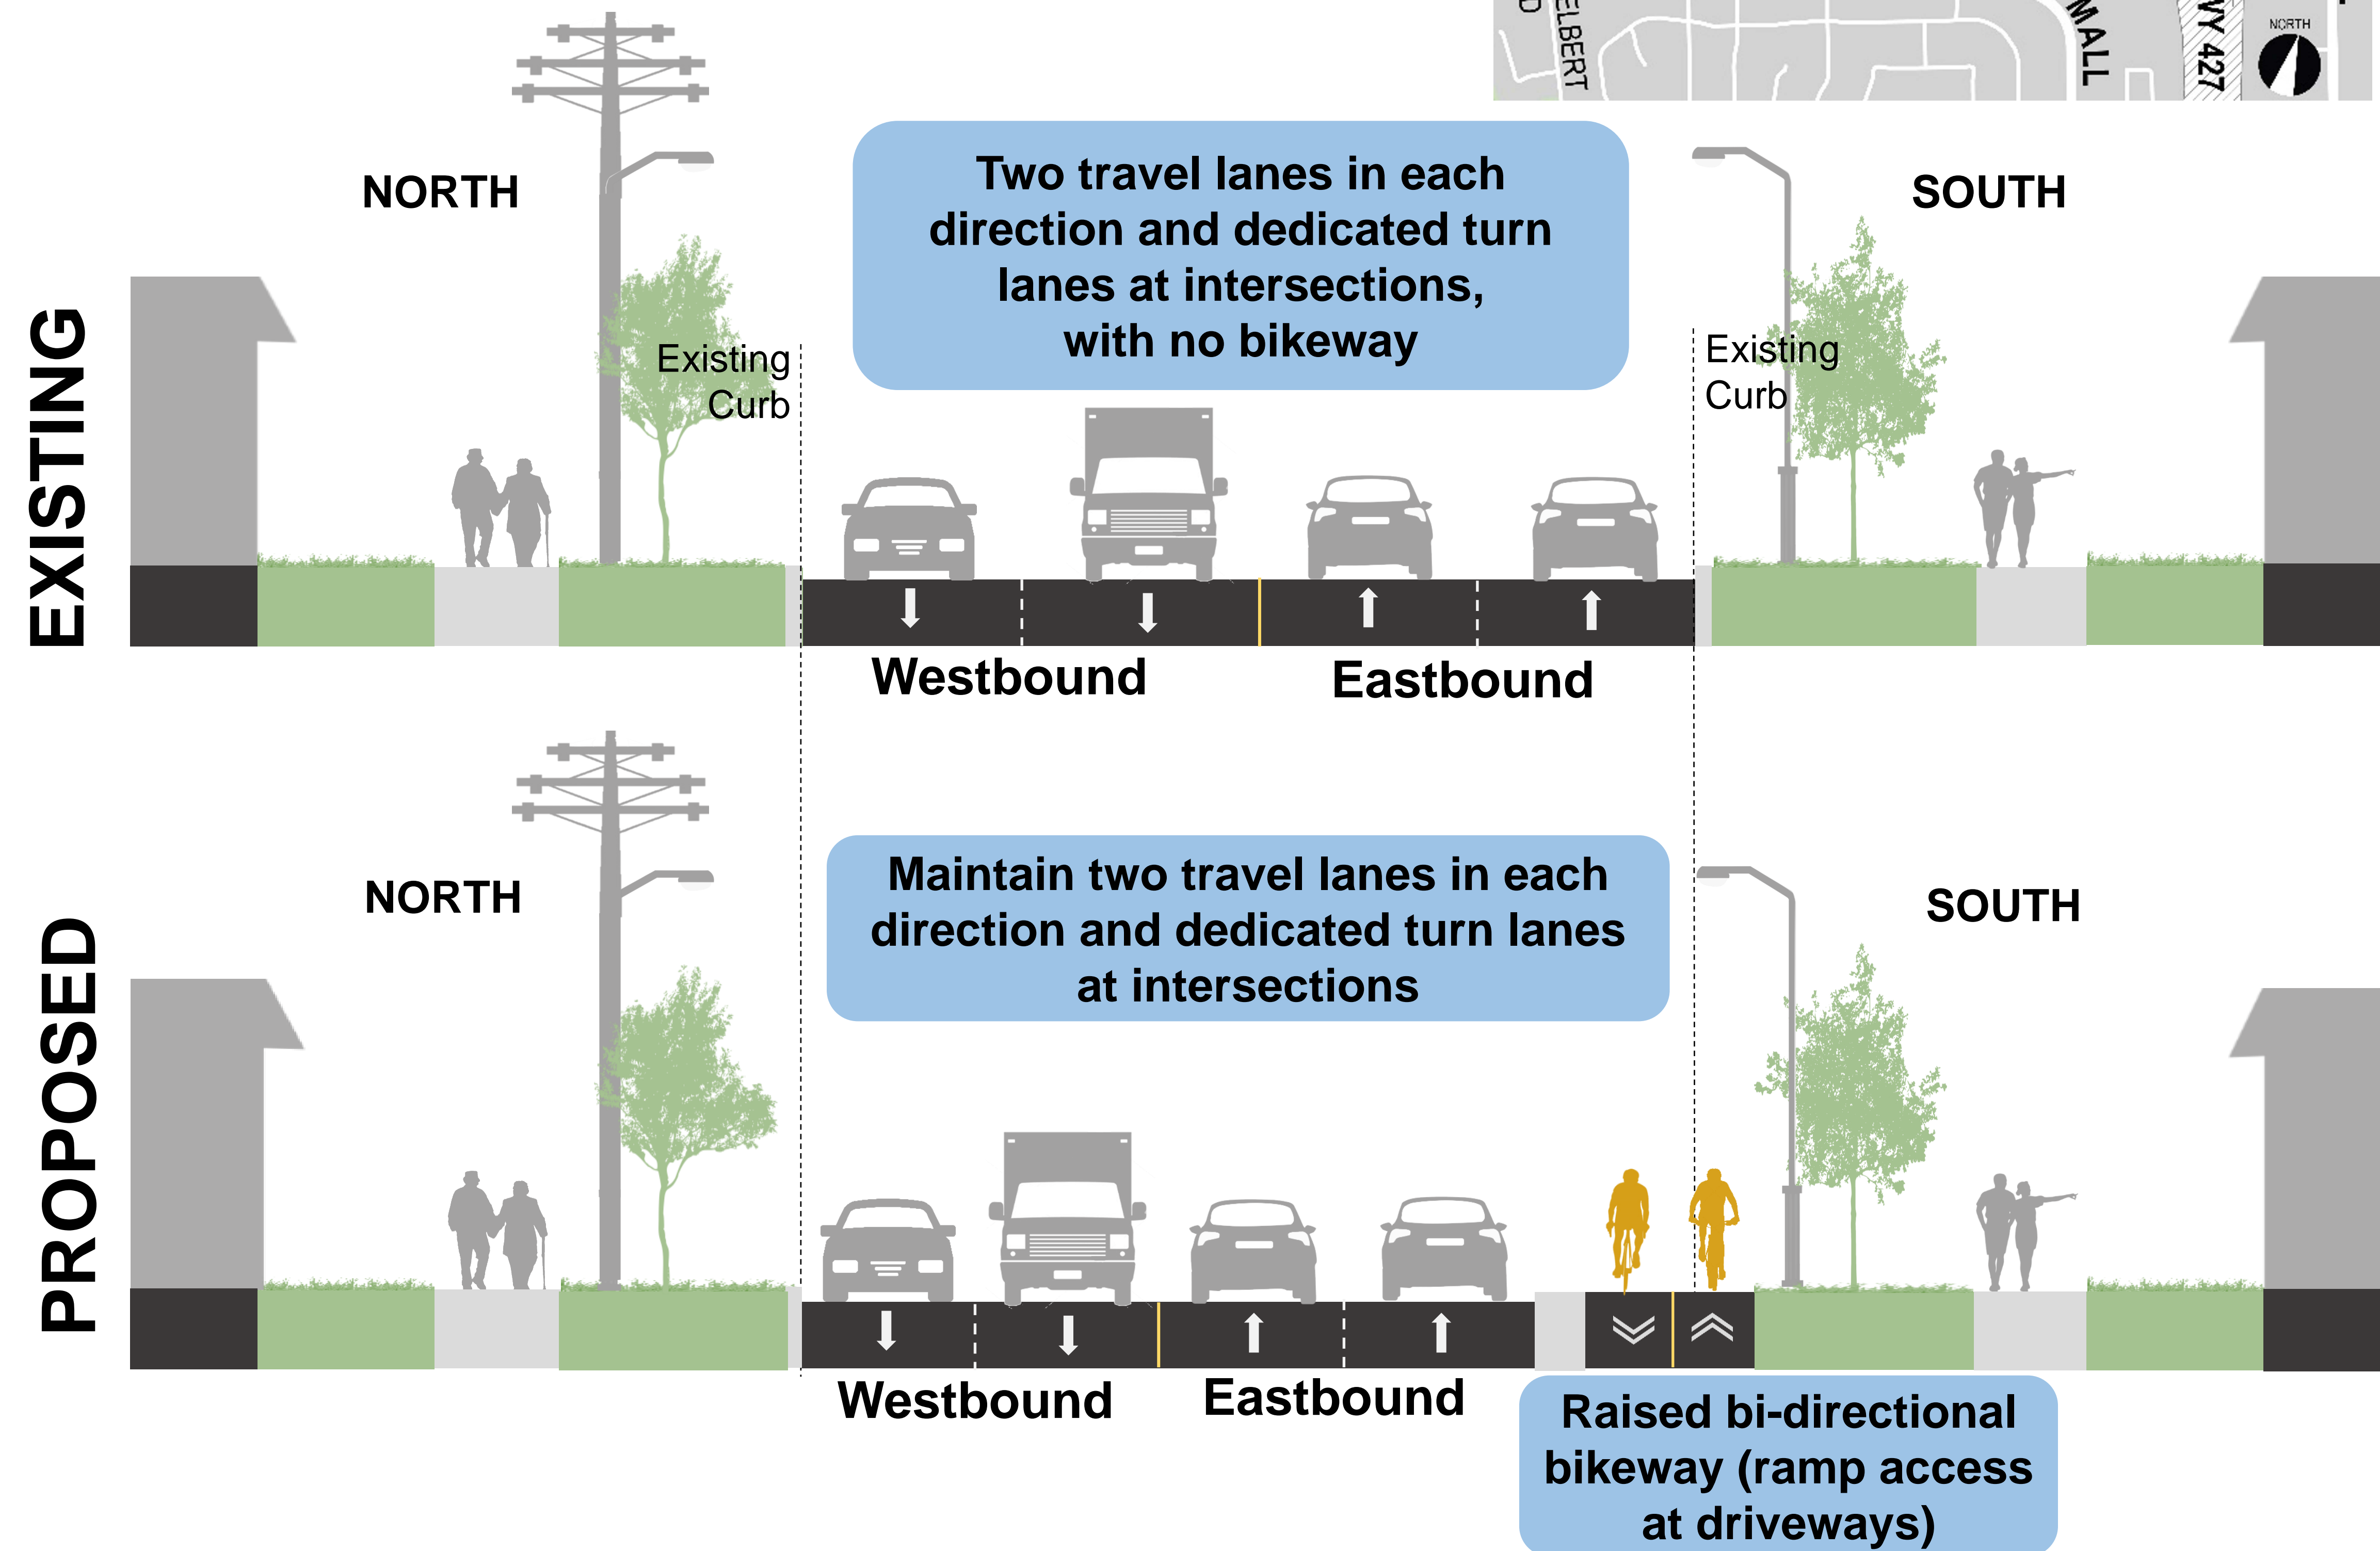 ELBERT
MALL
WY 427
NORTH
EXISTING
NORTH
Two travel lanes in each
direction and dedicated turn
lanes at intersections,
with no bikeway
SOUTH
Existing
Curb
Existing
Curb
Westbound
Eastbound
PROPOSED
NORTH
Maintain two travel lanes in each
direction and dedicated turn lanes
at intersections
SOUTH
Westbound
Eastbound
Raised bi-directional
bikeway (ramp access
at driveways)